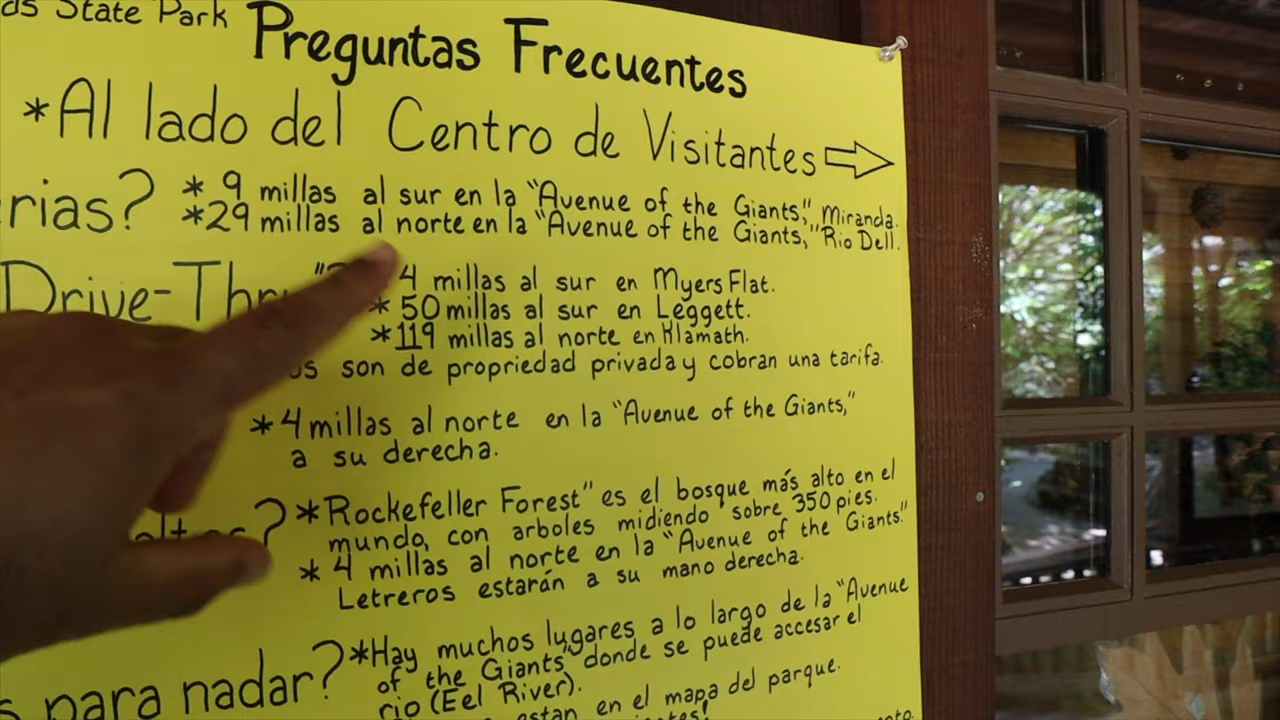 State Park
Preguntas Frecuentes
*Al lado del Centro de Visitantes
rias? * 9 millas al sur en la "Avenue of the Giants," Miranda.
*29 millas al norte en la "Avenue of the Giants," Rio Dell.
Drive-Thru 4 millas al sur en Myers Flat.
* 50 millas al sur en Leggett.
*119 millas al norte en Klamath.
son de propiedad privada y cobran una tarifa.
*4 millas al norte en la "Avenue of the Giants,"
a su derecha.
*"Rockefeller Forest" es el bosque más alto en el
mundo, con arboles midiendo sobre 350 pies.
* 4 millas al norte en la "Avenue of the Giants."
Letreros estarán a su mano derecha.
para nadar? *Hay muchos lugares a lo largo de la "Avenue
of the Giants" donde se puede accesar el
rio (Eel River).
estan en el mapa del parque.